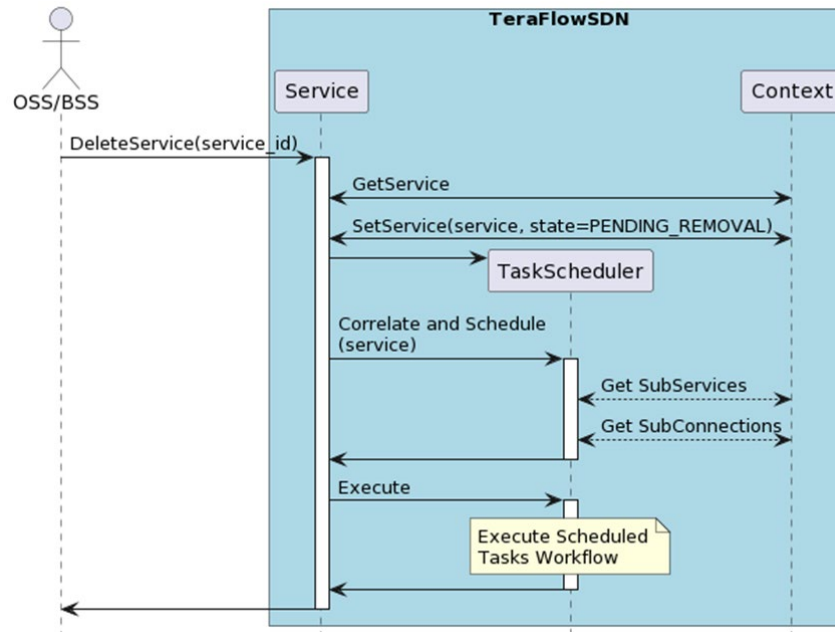 TeraFlowSDN
OSS/BSS
Service
Context
DeleteService(service_id)
GetService
SetService(service, state=PENDING_REMOVAL)
TaskScheduler
Correlate and Schedule
(service)
Get SubServices
Get SubConnections
Execute
Execute Scheduled
Tasks Workflow